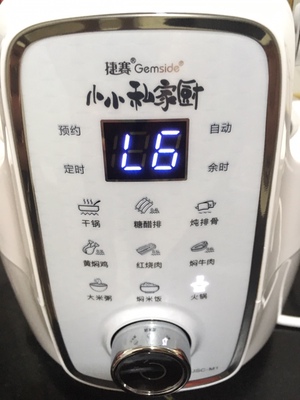 捷赛® Gemside®
小小私家厨
预约 自动
L6
定时 余时
干锅 糖醋排 炖排骨
黄焖鸡 红烧肉 焖牛肉
大米粥 焖米饭 火锅